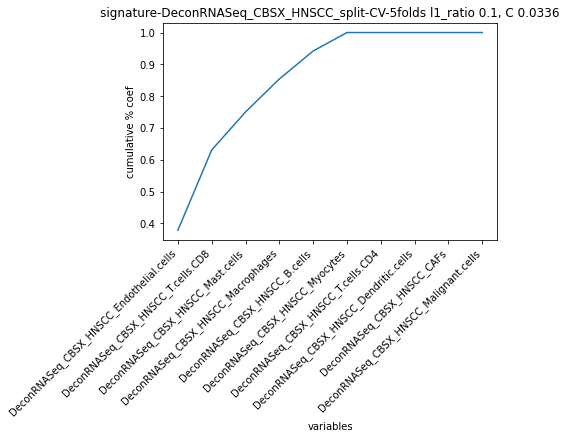 signature-DeconRNASeq_CBSX_HNSCC_split-CV-5folds l1_ratio 0.1, C 0.0336
cumulative % coef
1.0
0.9
0.8
0.7
0.6
0.5
0.4
DeconRNASeq_CBSX_HNSCC_Endothelial.cells
DeconRNASeq_CBSX_HNSCC_T.cells.CD8
DeconRNASeq_CBSX_HNSCC_Mast.cells
DeconRNASeq_CBSX_HNSCC_Macrophages
DeconRNASeq_CBSX_HNSCC_B.cells
DeconRNASeq_CBSX_HNSCC_Myocytes
DeconRNASeq_CBSX_HNSCC_T.cells.CD4
DeconRNASeq_CBSX_HNSCC_Dendritic.cells
DeconRNASeq_CBSX_HNSCC_CAFs
DeconRNASeq_CBSX_HNSCC_Malignant.cells
variables